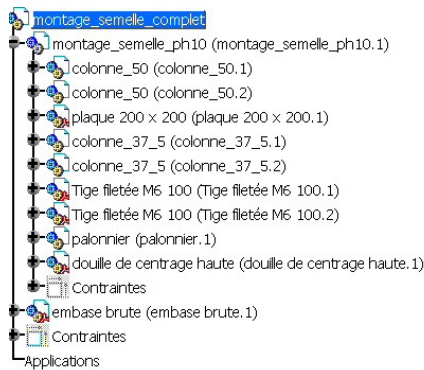 montage_semelle_complet
montage_semelle_ph10 (montage_semelle_ph10.1)
colonne_50 (colonne_50.1)
colonne_50 (colonne_50.2)
plaque 200 x 200 (plaque 200 x 200.1)
colonne_37_5 (colonne_37_5.1)
colonne_37_5 (colonne_37_5.2)
Tige filetée M6 100 (Tige filetée M6 100.1)
Tige filetée M6 100 (Tige filetée M6 100.2)
palonnier (palonnier.1)
douille de centrage haute (douille de centrage haute.1)
Contraintes
embase brute (embase brute.1)
Contraintes
Applications